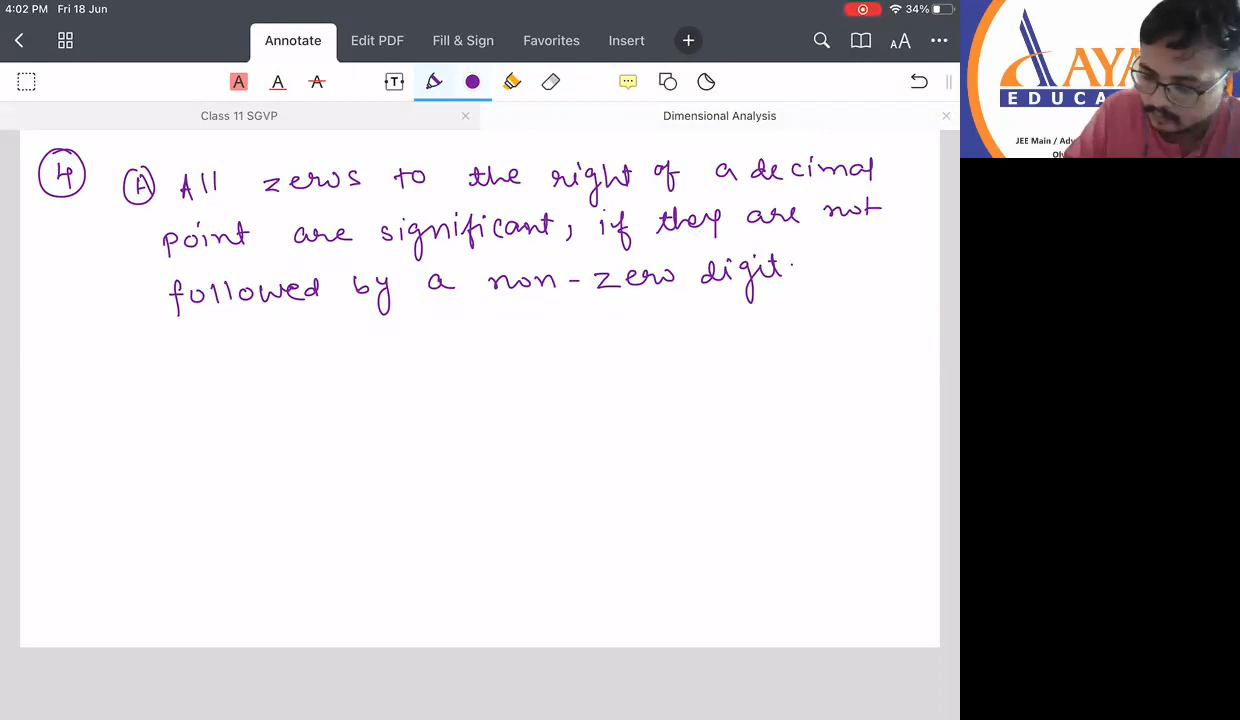 4:02 PM Fri 18 Jun
34%
Annotate Edit PDF Fill & Sign Favorites Insert
Class 11 SGVP
Dimensional Analysis
4 A All zeros to the right of a decimal
point are significant, if they are not
followed by a non-zero digit.
AYA
EDUCA
JEE Main / Adv
Ol